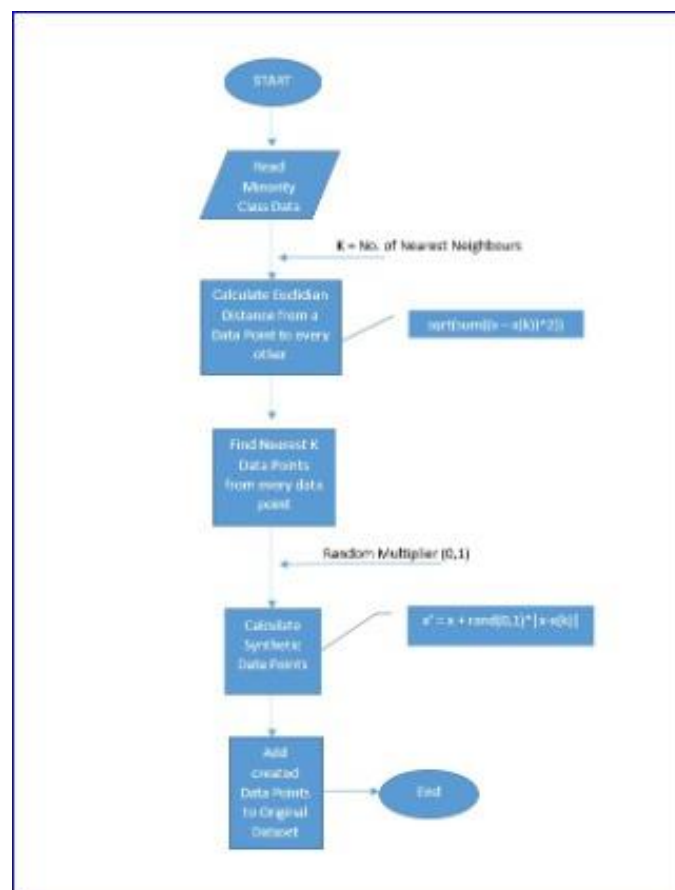 START
Read
Minority
Class Data
K = No. of Nearest Neighbours
Calculate Euclidian
Distance from a
Data Point to every
other
sqrt(sum((x – x(k))^2))
Find Nearest K
Data Points
from every data
point
Random Multiplier (0,1)
Calculate
Synthetic
Data Points
x' = x + rand(0,1)*|x-x(k)|
Add
created
Data Points
to Original
Dataset
End